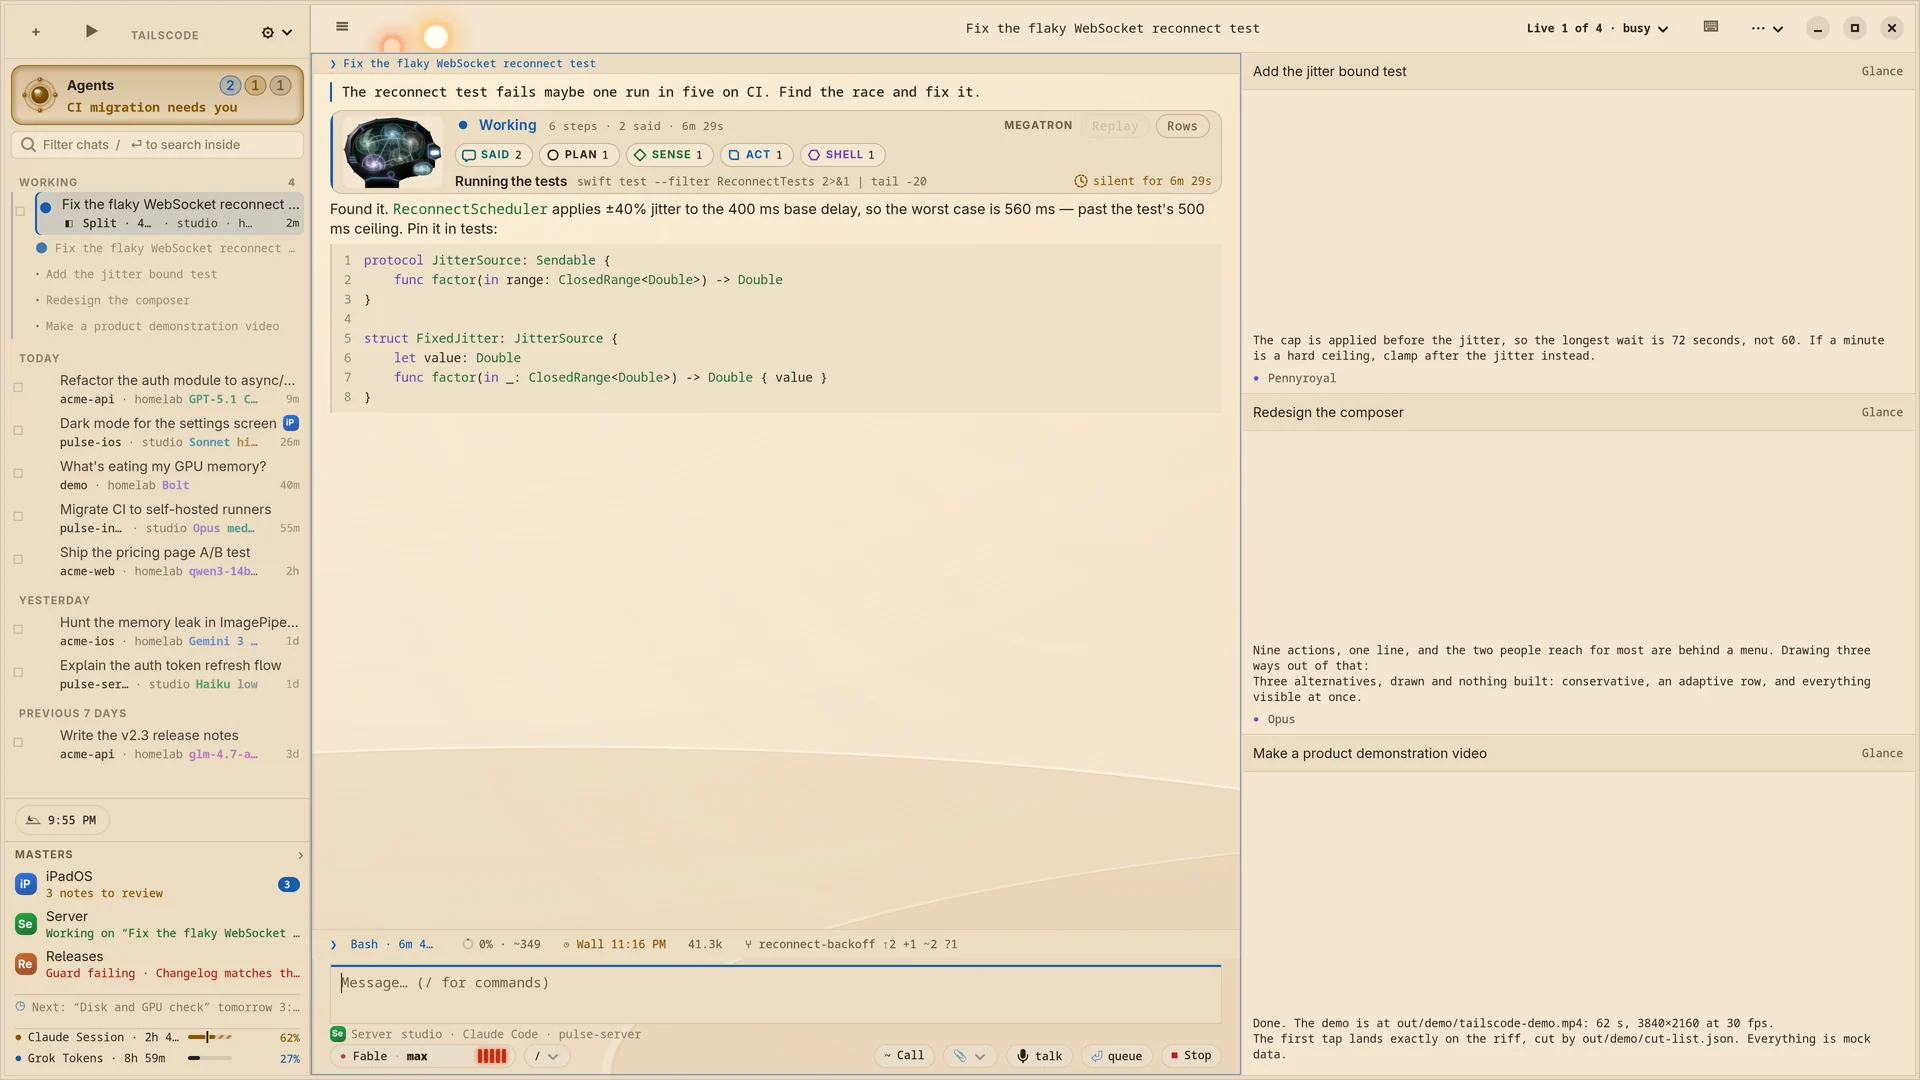 TAILSCODE
Agents
2 1 1
CI migration needs you
Filter chats / ⏎ to search inside
WORKING 4
Fix the flaky WebSocket reconnect …
Split · 4… · studio · h… 2m
Fix the flaky WebSocket reconnect …
· Add the jitter bound test
· Redesign the composer
· Make a product demonstration video
TODAY
Refactor the auth module to async/…
acme-api · homelab GPT-5.1 C… 9m
Dark mode for the settings screen iP
pulse-ios · studio Sonnet hi… 26m
What's eating my GPU memory?
demo · homelab Bolt 40m
Migrate CI to self-hosted runners
pulse-in… · studio Opus med… 55m
Ship the pricing page A/B test
acme-web · homelab qwen3-14b… 2h
YESTERDAY
Hunt the memory leak in ImagePipe…
acme-ios · homelab Gemini 3 … 1d
Explain the auth token refresh flow
pulse-ser… · studio Haiku low 1d
PREVIOUS 7 DAYS
Write the v2.3 release notes
acme-api · homelab glm-4.7-a… 3d
9:55 PM
MASTERS
iP iPadOS 3
3 notes to review
Se Server
Working on “Fix the flaky WebSocket …
Re Releases
Guard failing · Changelog matches th…
Next: “Disk and GPU check” tomorrow 3:…
Claude Session · 2h 4… 62%
Grok Tokens · 8h 59m 27%
Fix the flaky WebSocket reconnect test
Live 1 of 4 · busy
❯ Fix the flaky WebSocket reconnect test
The reconnect test fails maybe one run in five on CI. Find the race and fix it.
Working 6 steps · 2 said · 6m 29s MEGATRON Replay Rows
SAID 2 PLAN 1 SENSE 1 ACT 1 SHELL 1
Running the tests swift test --filter ReconnectTests 2>&1 | tail -20 silent for 6m 29s
Found it. ReconnectScheduler applies ±40% jitter to the 400 ms base delay, so the worst case is 560 ms — past the test's 500
ms ceiling. Pin it in tests:
1 protocol JitterSource: Sendable {
2 func factor(in range: ClosedRange<Double>) -> Double
3 }
4
5 struct FixedJitter: JitterSource {
6 let value: Double
7 func factor(in _: ClosedRange<Double>) -> Double { value }
8 }
❯ Bash · 6m 4… 0% · ~349 Wall 11:16 PM 41.3k reconnect-backoff ↑2 +1 ~2 ?1
Message… (/ for commands)
Se Server studio · Claude Code · pulse-server
Fable · max / ~ Call talk queue Stop
Add the jitter bound test Glance
The cap is applied before the jitter, so the longest wait is 72 seconds, not 60. If a minute
is a hard ceiling, clamp after the jitter instead.
Pennyroyal
Redesign the composer Glance
Nine actions, one line, and the two people reach for most are behind a menu. Drawing three
ways out of that:
Three alternatives, drawn and nothing built: conservative, an adaptive row, and everything
visible at once.
Opus
Make a product demonstration video Glance
Done. The demo is at out/demo/tailscode-demo.mp4: 62 s, 3840×2160 at 30 fps.
The first tap lands exactly on the riff, cut by out/demo/cut-list.json. Everything is mock
data.